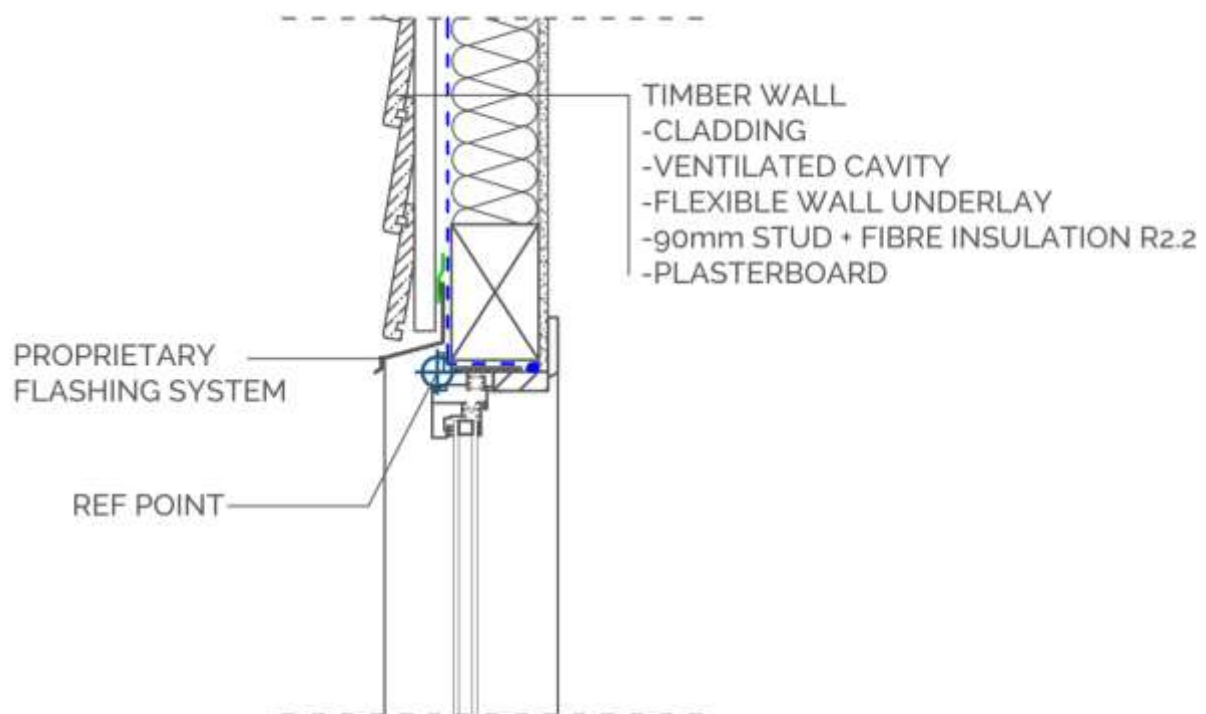 TIMBER WALL
-CLADDING
-VENTILATED CAVITY
-FLEXIBLE WALL UNDERLAY
-90mm STUD + FIBRE INSULATION R2.2
-PLASTERBOARD
PROPRIETARY
FLASHING SYSTEM
REF POINT